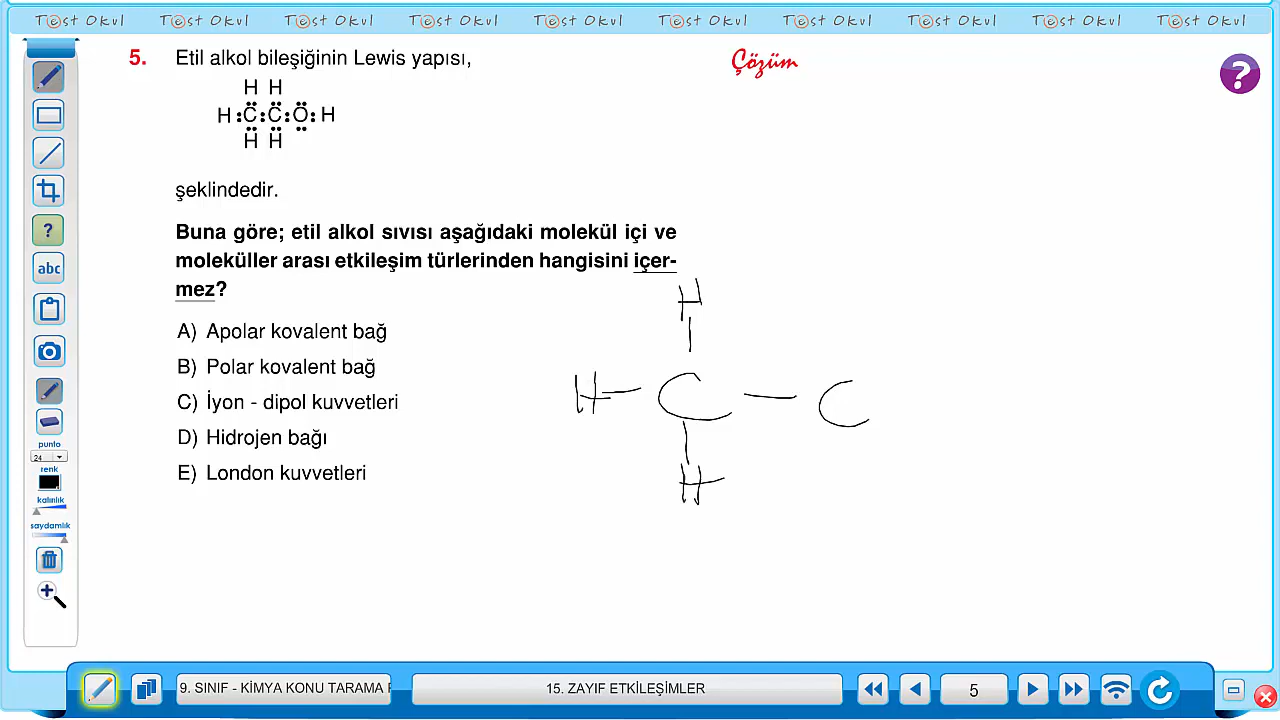 Test Okul Test Okul Test Okul Test Okul Test Okul Test Okul Test Okul Test Okul Test Okul Test Okul
5. Etil alkol bileşiğinin Lewis yapısı,
Çözüm
?
H H
H :C:C:O: H
H H
şeklindedir.
Buna göre; etil alkol sıvısı aşağıdaki molekül içi ve
moleküller arası etkileşim türlerinden hangisini içer-
mez?
A) Apolar kovalent bağ
B) Polar kovalent bağ
C) İyon - dipol kuvvetleri
D) Hidrojen bağı
E) London kuvvetleri
H
H - C - C
H
?
abc
punto
24
renk
kalınlık
saydamlık
9. SINIF - KİMYA KONU TARAMA
15. ZAYIF ETKİLEŞİMLER
5